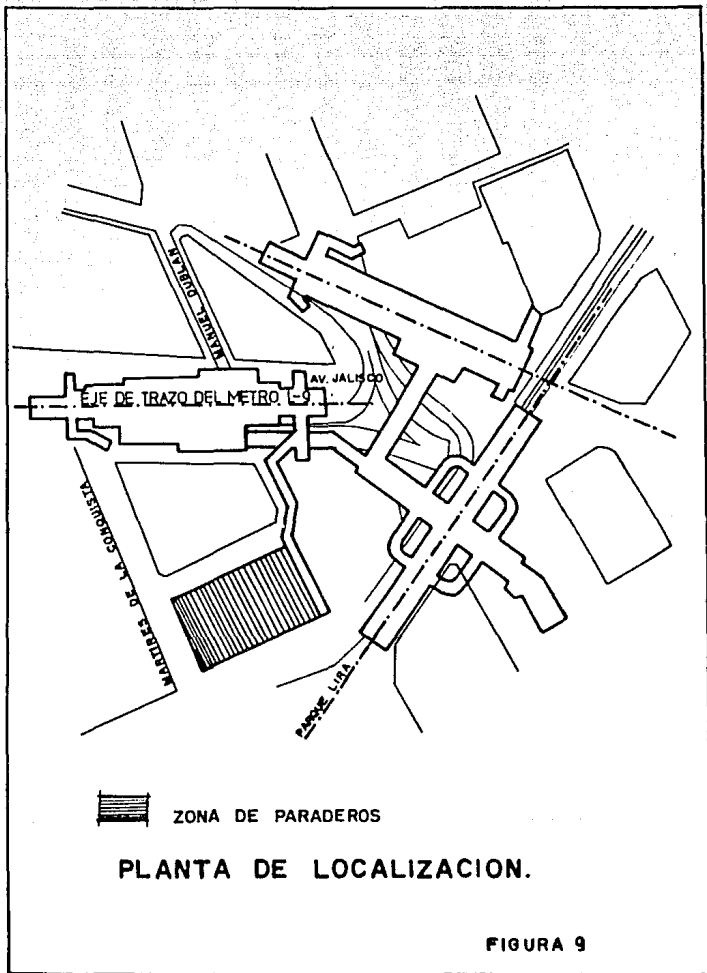 MANUEL DUBLAN
AV. JALISCO
EJE DE TRAZO DEL METRO L-9
MARTIRES DE LA CONQUISTA
PARQUE LIRA
ZONA DE PARADEROS
PLANTA DE LOCALIZACION.
FIGURA 9